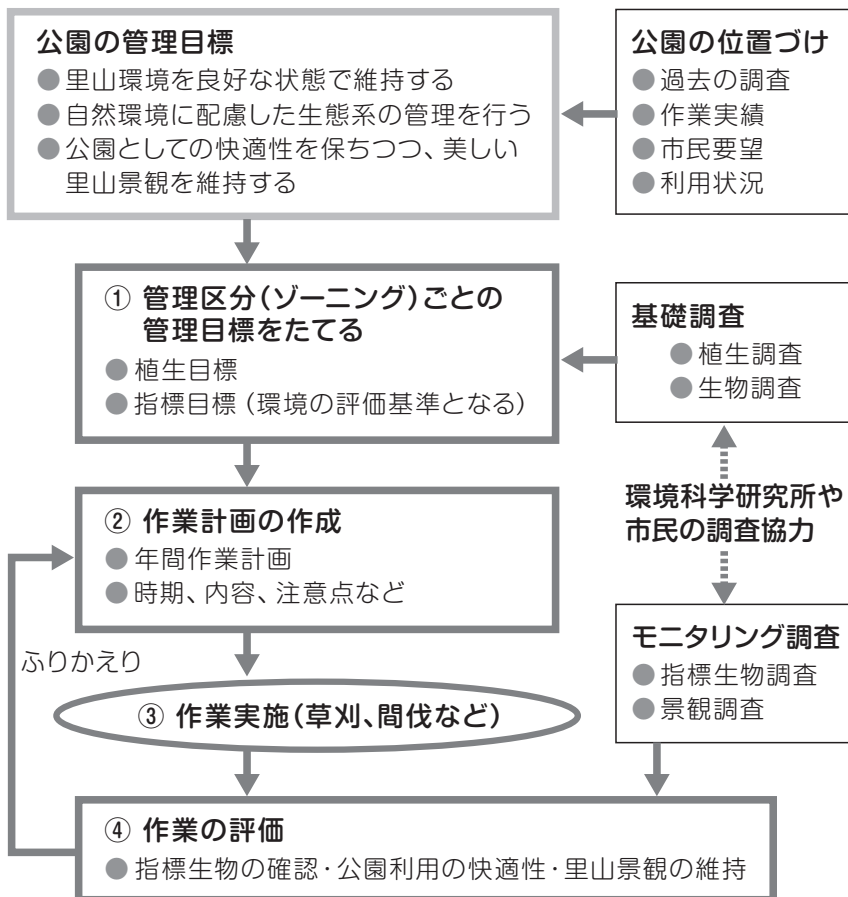 公園の管理目標
●里山環境を良好な状態で維持する
●自然環境に配慮した生態系の管理を行う
●公園としての快適性を保ちつつ、美しい
里山景観を維持する
公園の位置づけ
●過去の調査
●作業実績
●市民要望
●利用状況
① 管理区分(ゾーニング)ごとの
管理目標をたてる
●植生目標
●指標目標(環境の評価基準となる)
基礎調査
●植生調査
●生物調査
環境科学研究所や
市民の調査協力
② 作業計画の作成
●年間作業計画
●時期、内容、注意点など
ふりかえり
モニタリング調査
●指標生物調査
●景観調査
③ 作業実施(草刈、間伐など)
④ 作業の評価
●指標生物の確認・公園利用の快適性・里山景観の維持